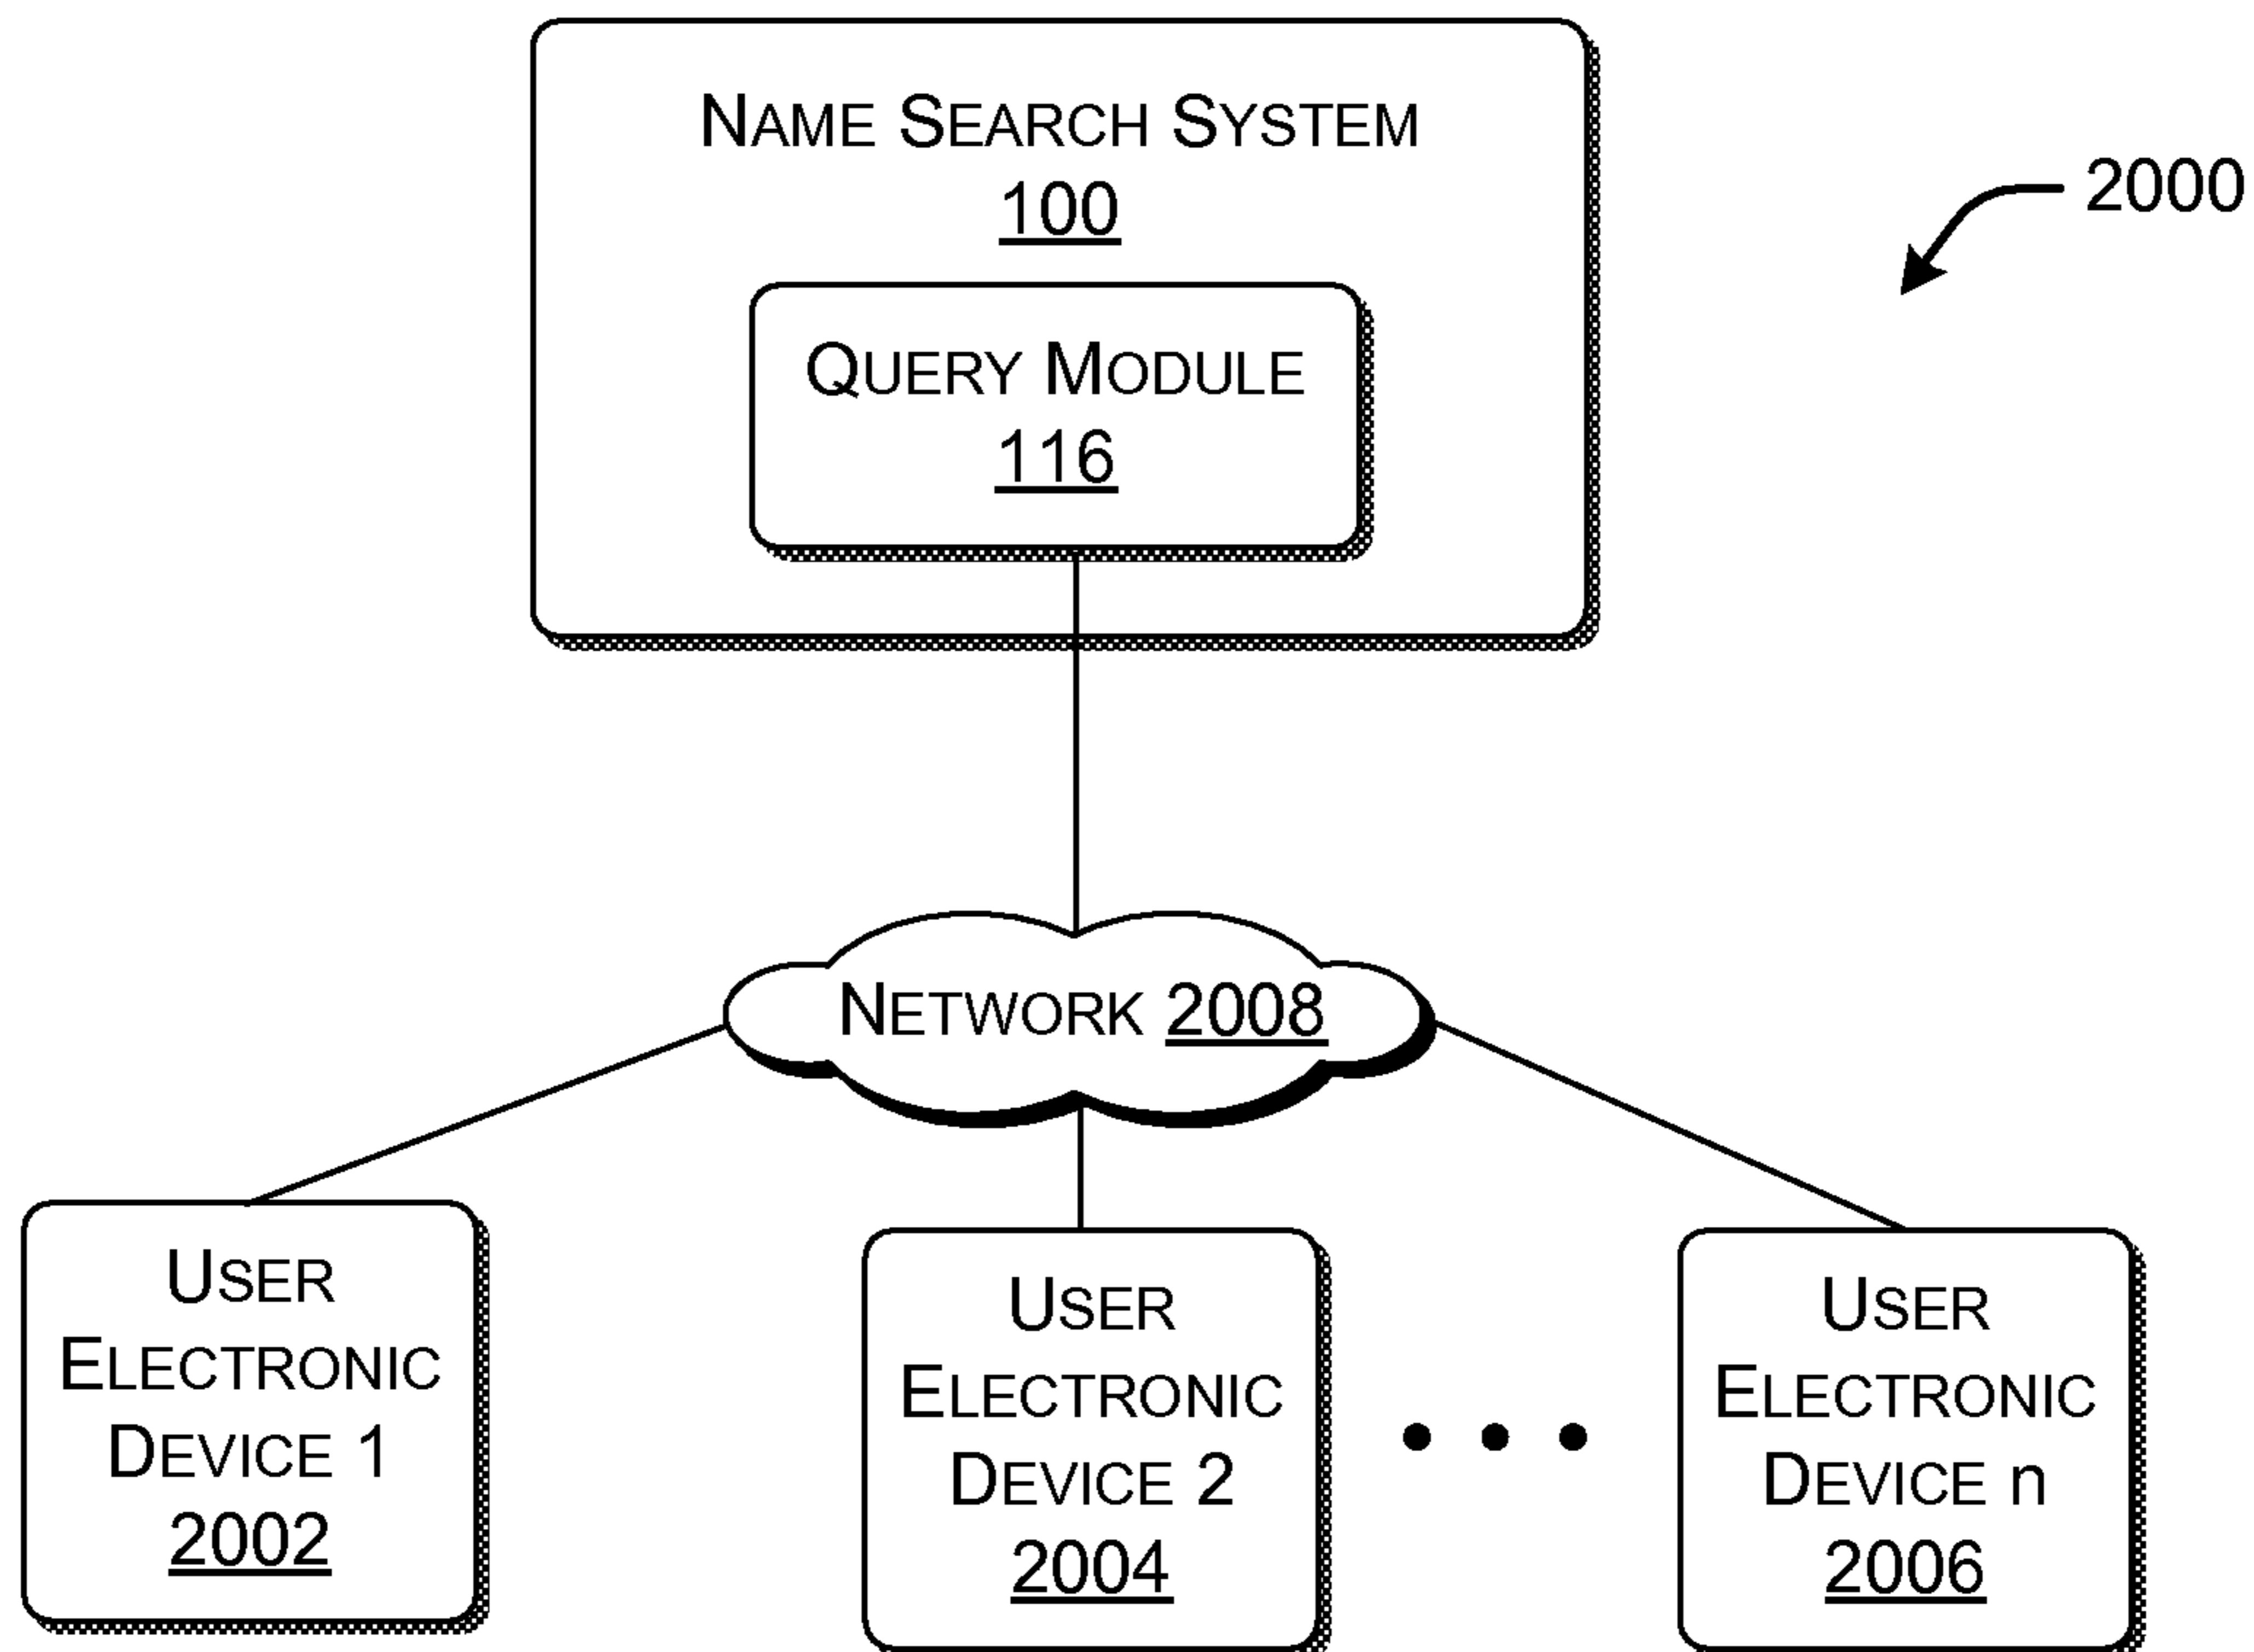 NAME SEARCH SYSTEM
100
2000
QUERY MODULE
116
NETWORK 2008
USER
ELECTRONIC
DEVICE 1
2002
USER
ELECTRONIC
DEVICE 2
2004
USER
ELECTRONIC
DEVICE n
2006